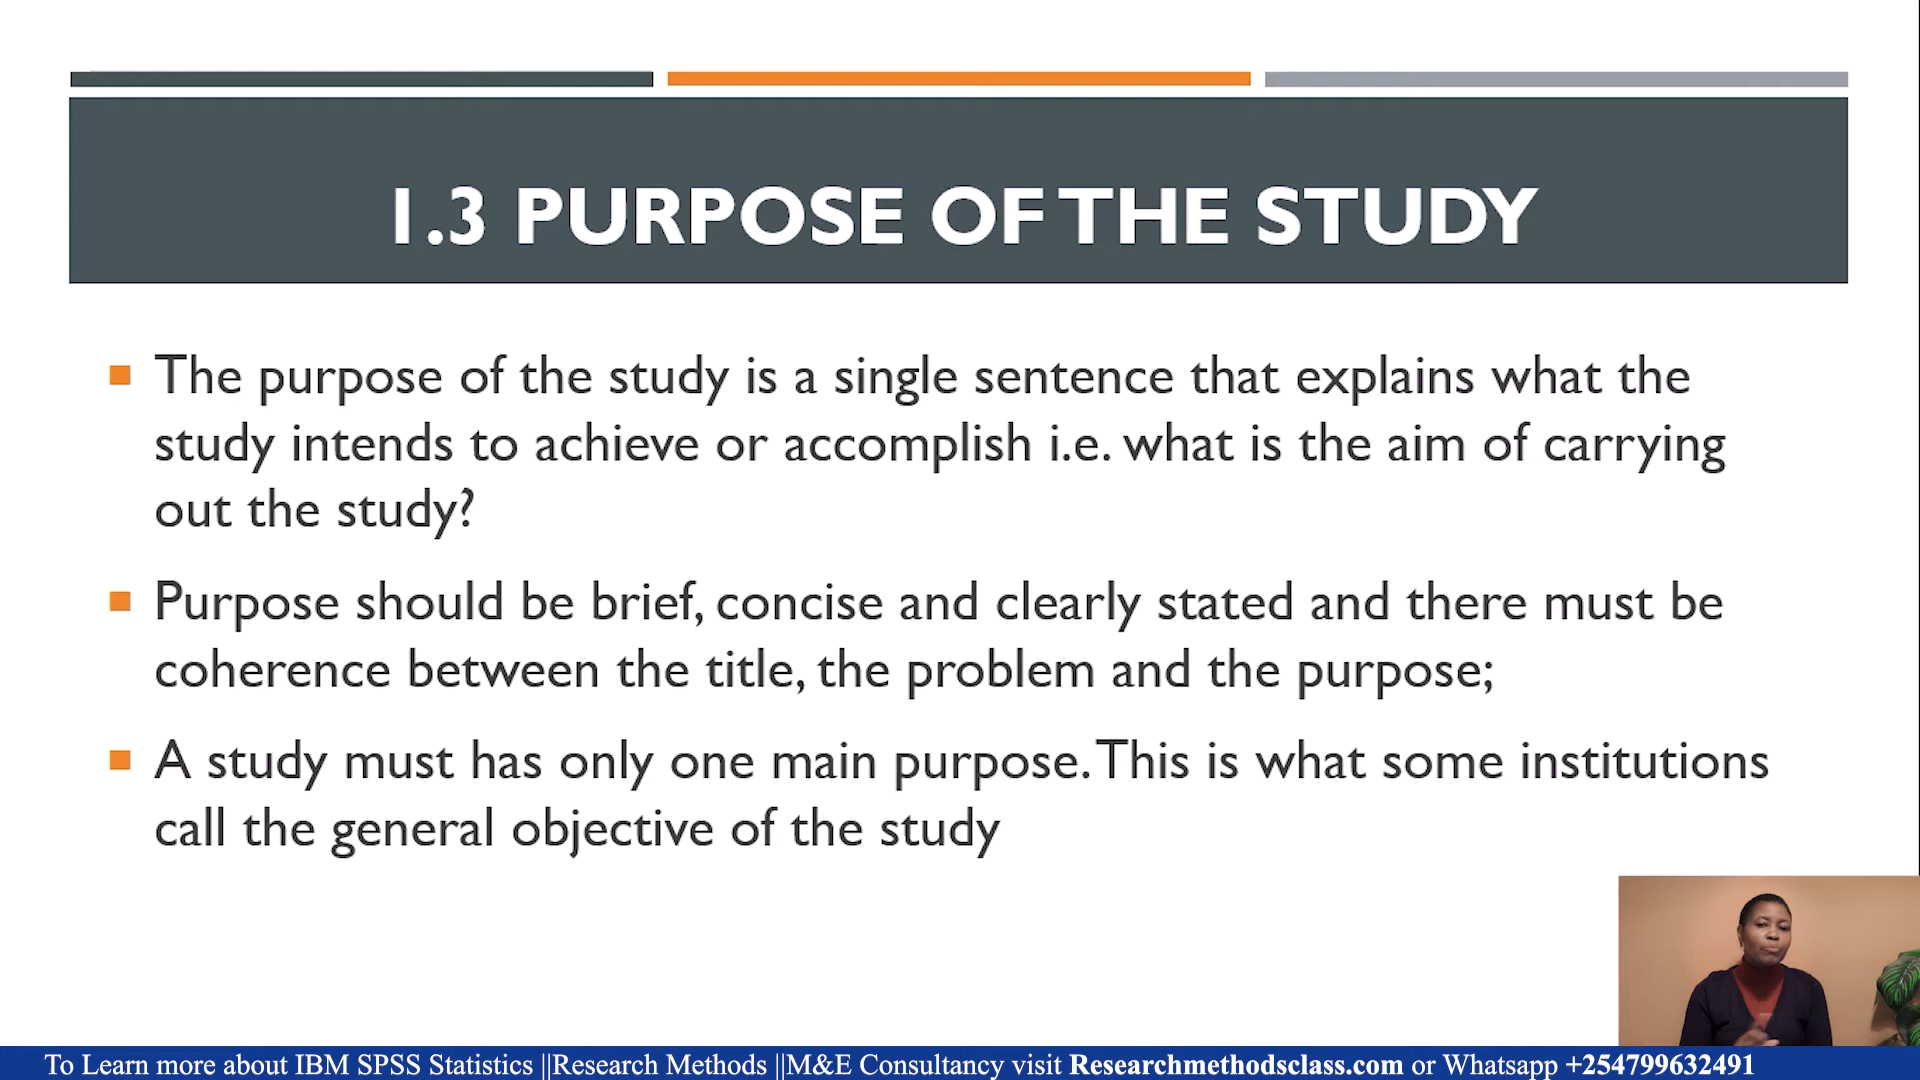 1.3 PURPOSE OF THE STUDY
The purpose of the study is a single sentence that explains what the
study intends to achieve or accomplish i.e. what is the aim of carrying
out the study?
Purpose should be brief, concise and clearly stated and there must be
coherence between the title, the problem and the purpose;
A study must has only one main purpose. This is what some institutions
call the general objective of the study
To Learn more about IBM SPSS Statistics ||Research Methods ||M&E Consultancy visit Researchmethodsclass.com or Whatsapp +254799632491